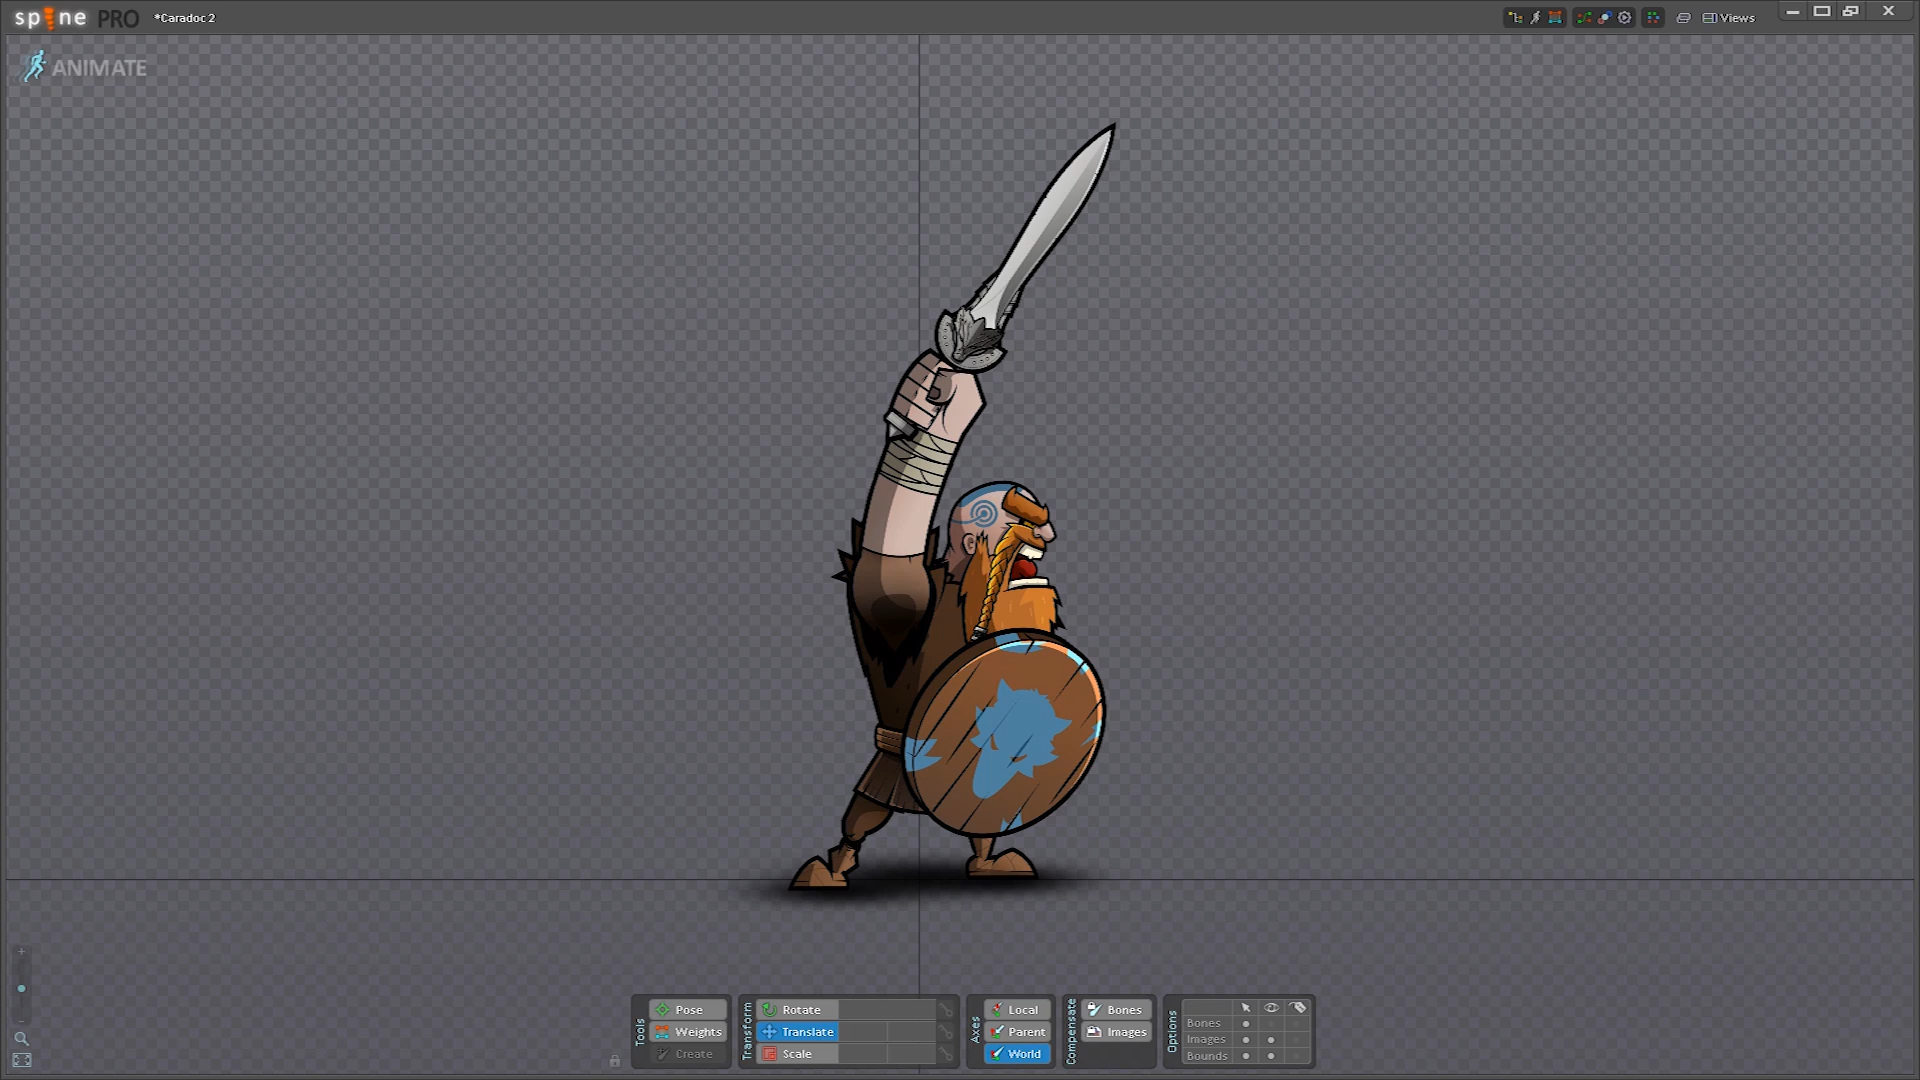 spine PRO *Caradoc 2
Views
ANIMATE
Tools
Pose
Weights
Create
Transform
Rotate
Translate
Scale
Axes
Local
Parent
World
Compensate
Bones
Images
Options
Bones
Images
Bounds